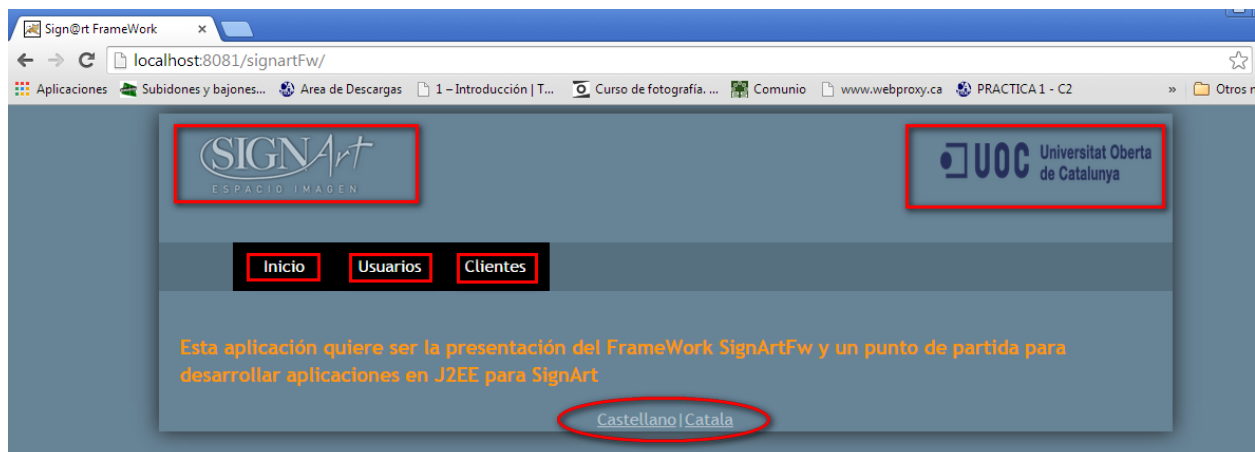 Sign@rt FrameWork
localhost:8081/signartFw/
Aplicaciones Subidones y bajones... Area de Descargas 1 – Introducción | T... Curso de fotografía. ... Comunio www.webproxy.ca PRACTICA 1 - C2 » Otros
SIGNArt
ESPACIO IMAGEN
UOC Universitat Oberta
de Catalunya
Inicio Usuarios Clientes
Esta aplicación quiere ser la presentación del FrameWork SignArtFw y un punto de partida para
desarrollar aplicaciones en J2EE para SignArt
Castellano|Catala